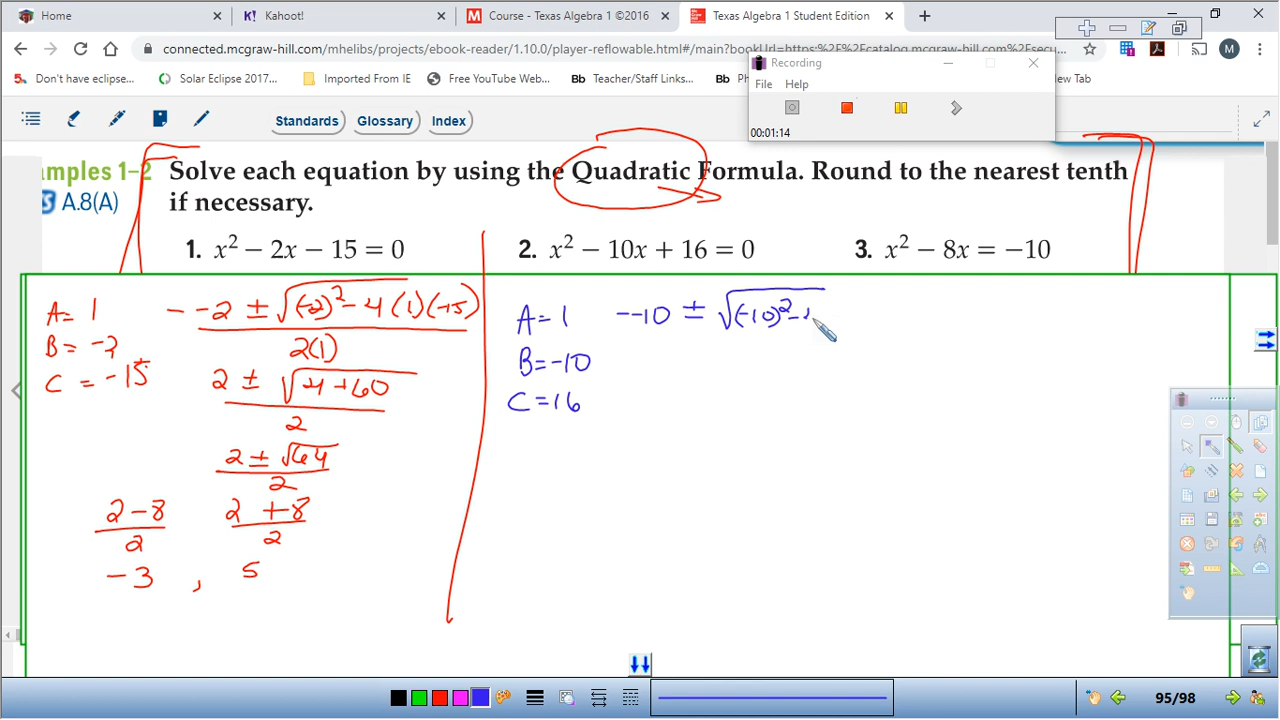 Home
Kahoot!
Course - Texas Algebra 1 ©2016
Texas Algebra 1 Student Edition
connected.mcgraw-hill.com/mhelibs/projects/ebook-reader/1.10.0/player-reflowable.html#/main?bookUrl=https:%2F%2Fcatalog.mcgraw-hill.com%2Fsecu...
M
Don't have eclipse...
Solar Eclipse 2017...
Imported From IE
Free YouTube Web...
Bb Teacher/Staff Links...
Bb
New Tab
Recording
File Help
00:01:14
Standards
Glossary
Index
amples 1–2
A.8(A)
Solve each equation by using the Quadratic Formula. Round to the nearest tenth
if necessary.
1. x² − 2x − 15 = 0
2. x² − 10x + 16 = 0
3. x² − 8x = −10
A= 1
B = -2
C = -15
- -2 ± √(-2)² - 4(1)(-15)
2(1)
2 ± √4+60
2
2 ± √64
2
2-8
2
2 +8
2
-3 , 5
A=1
B=-10
C=16
--10 ± √(-10)²-
95/98